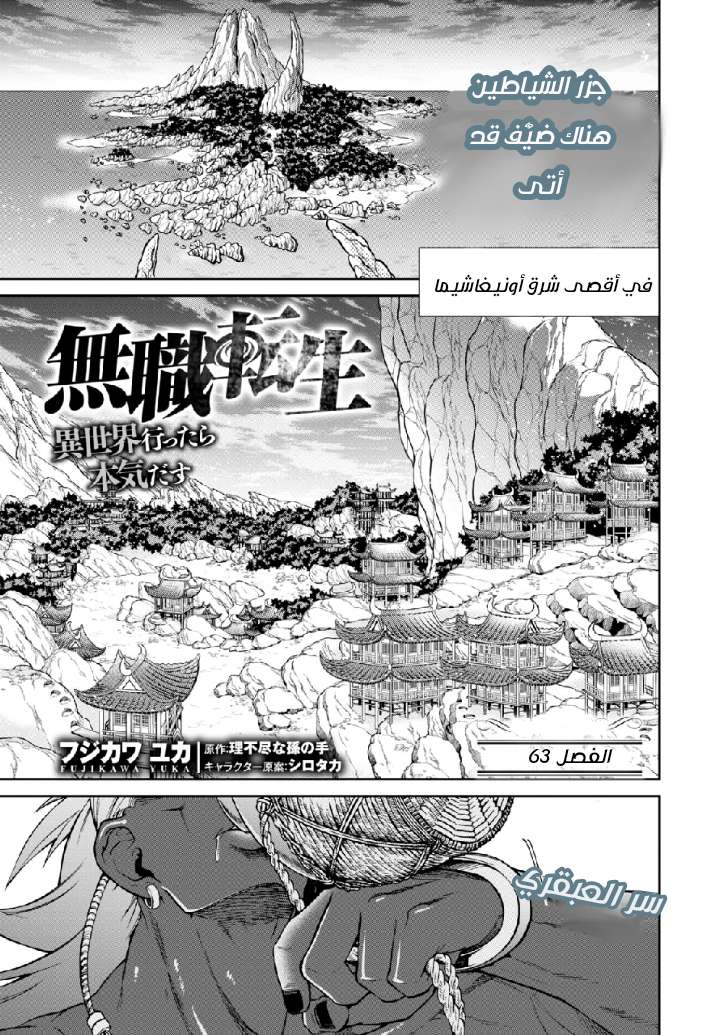 جزر الشياطين
هناك ضيٌف قد
أتى
في أقصى شرق أونيغاشيما
無職転生
異世界行ったら
本気だす
フジカワ ユカ
FUJIKAWA YUKA
原作:理不尽な孫の手
キャラクター原案:シロタカ
الفصل 63
سر العبقري